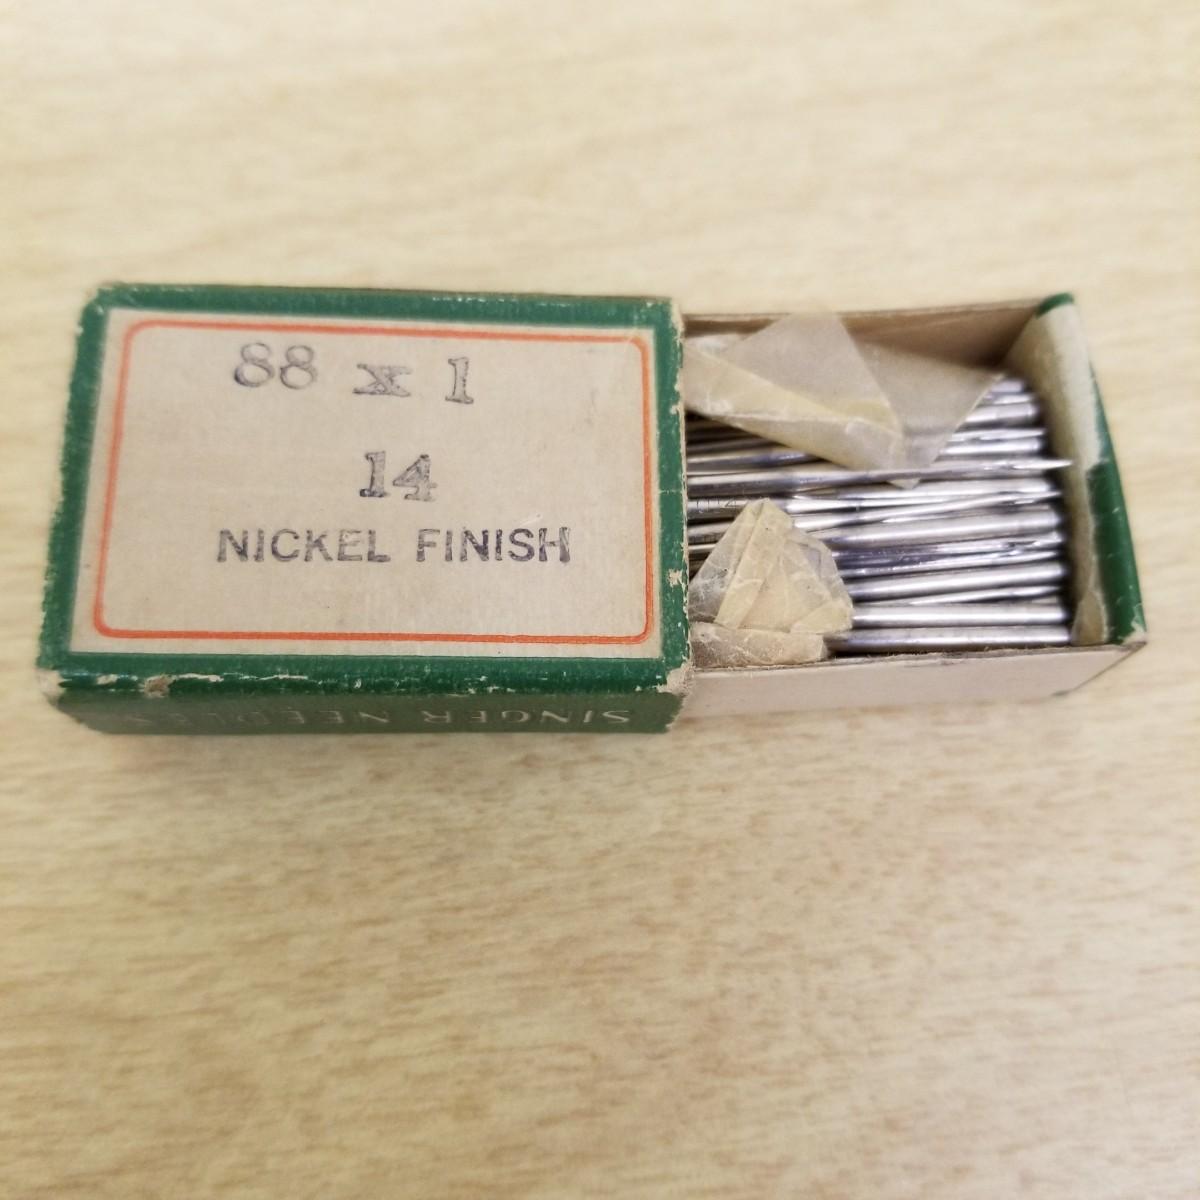 88 x 1
14
NICKEL FINISH
SINGER NEEDLES